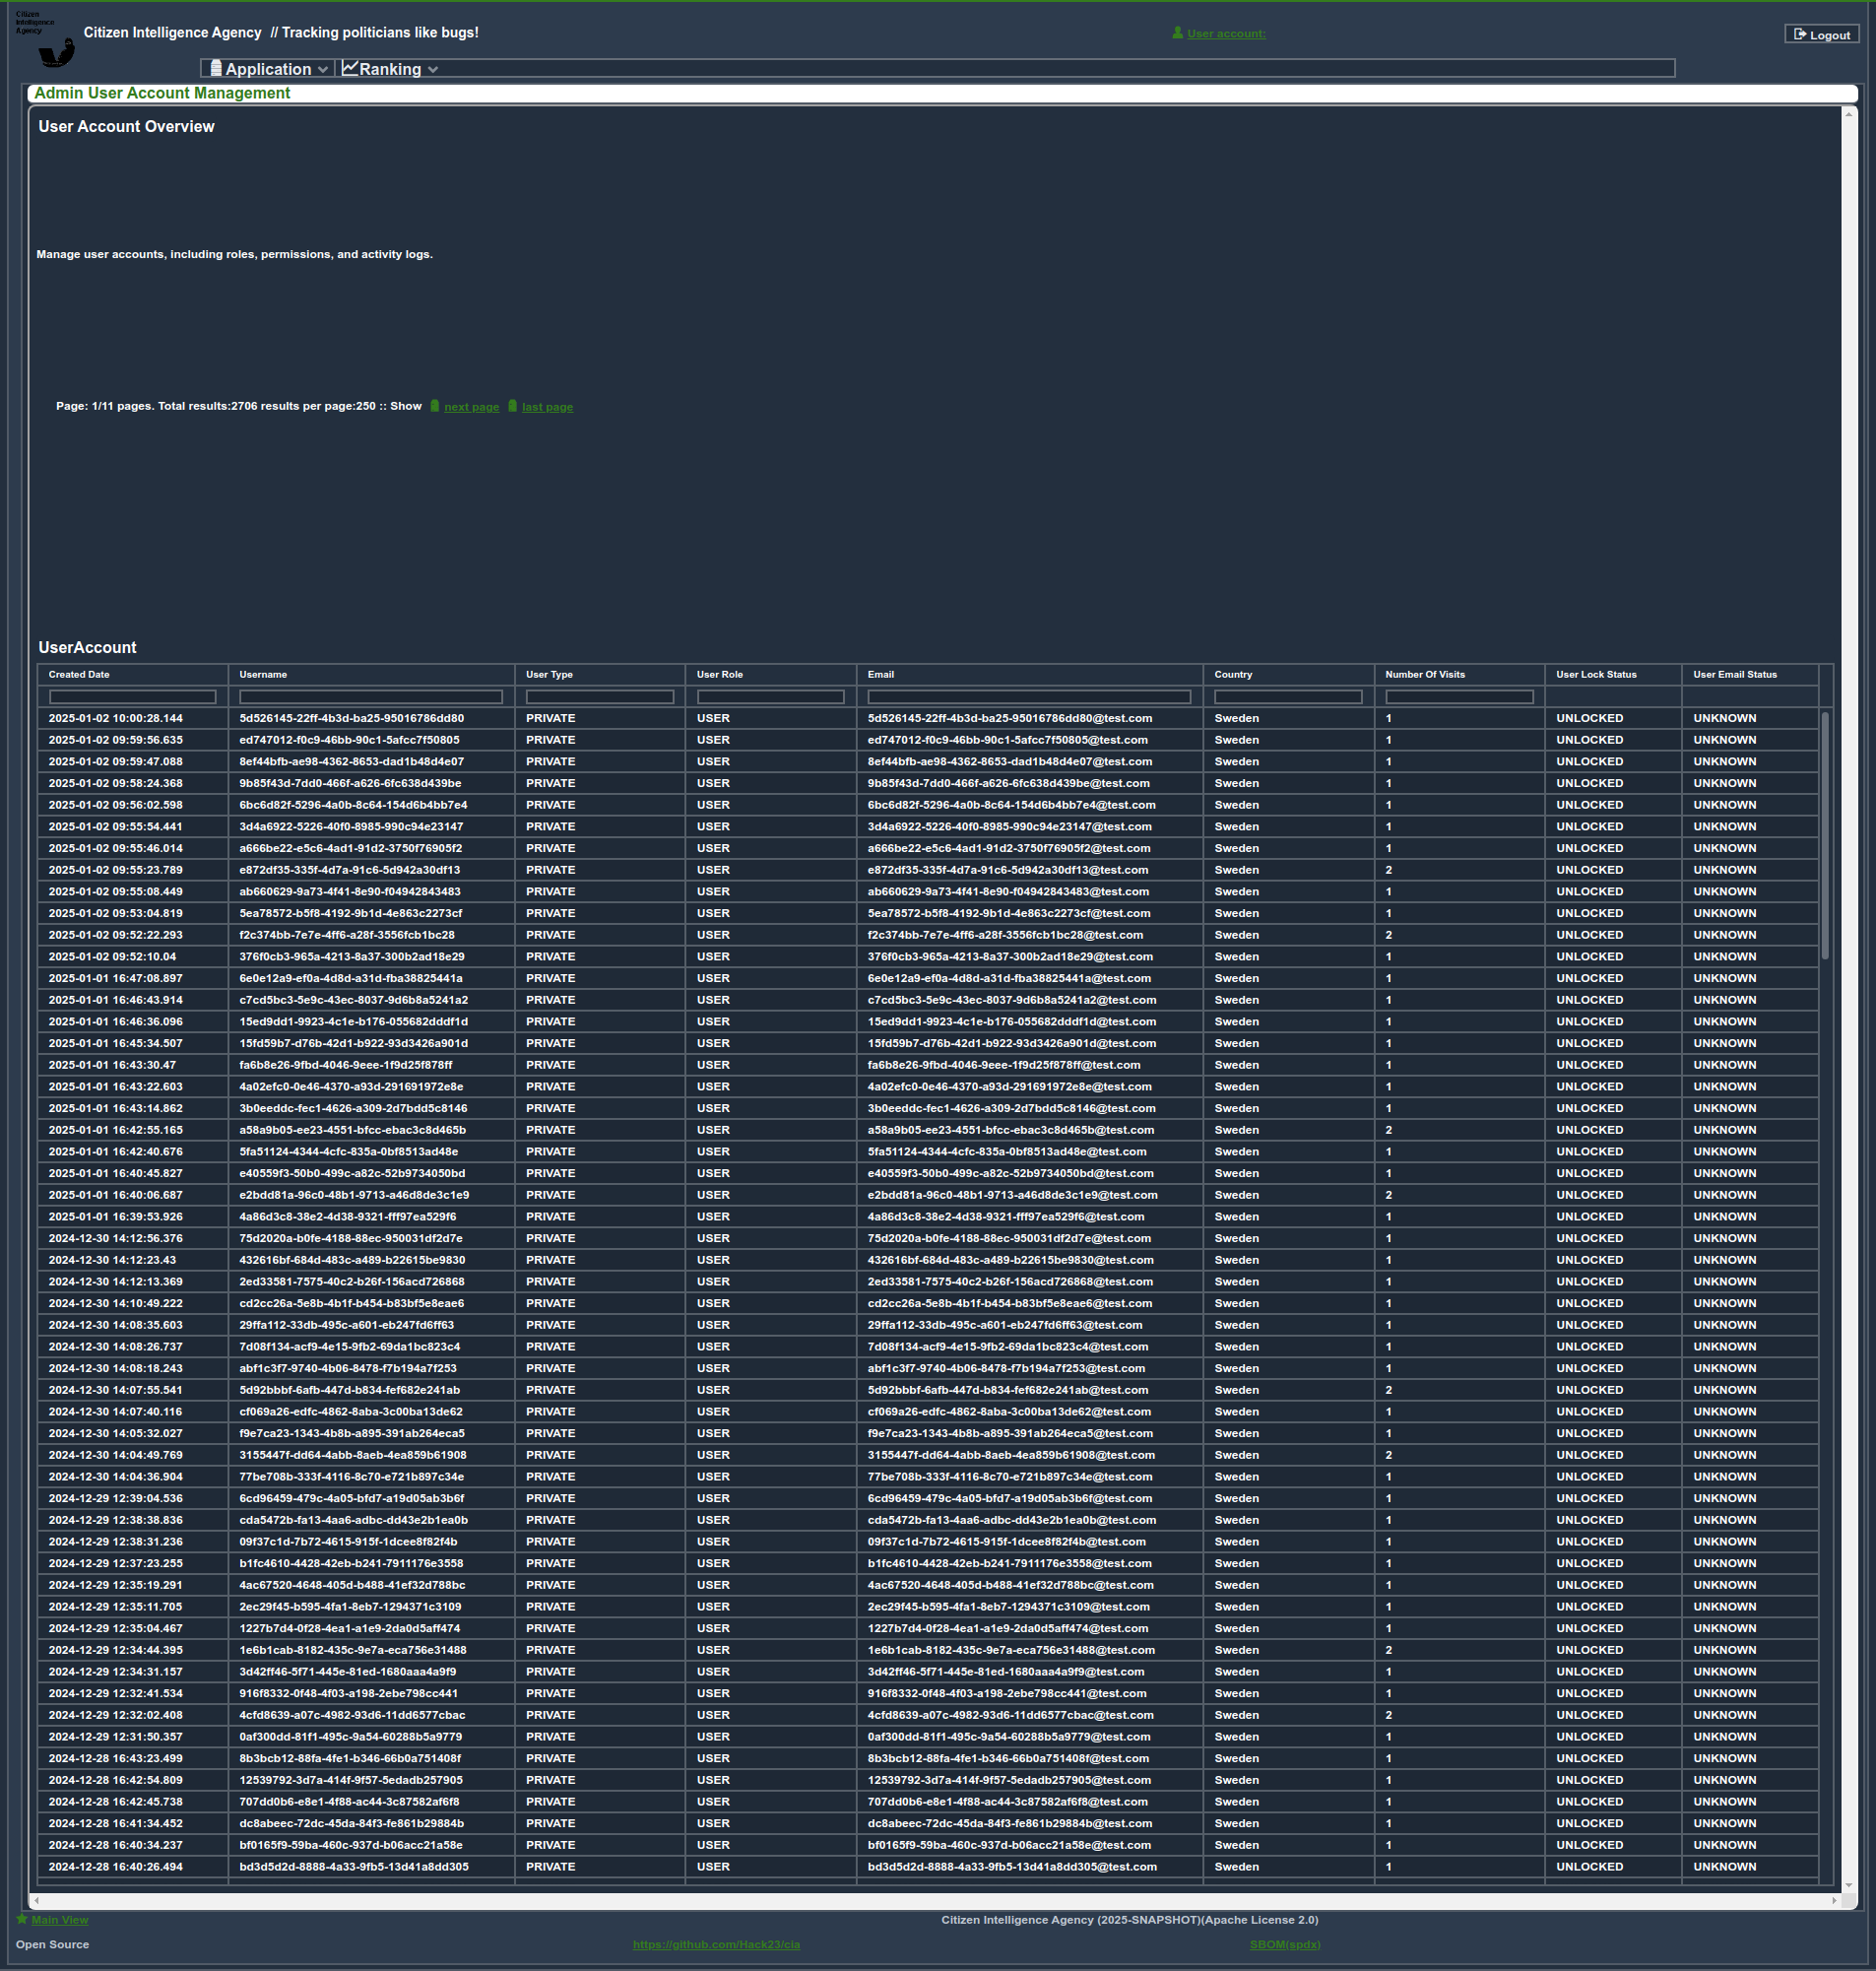 Citizen
Intelligence
Agency
Citizen Intelligence Agency // Tracking politicians like bugs!
User account:
Logout
Application Ranking
Admin User Account Management
User Account Overview
Manage user accounts, including roles, permissions, and activity logs.
Page: 1/11 pages. Total results:2706 results per page:250 :: Show next page last page
UserAccount
Created Date Username User Type User Role Email Country Number Of Visits User Lock Status User Email Status
2025-01-02 10:00:28.144 5d526145-22ff-4b3d-ba25-95016786dd80 PRIVATE USER 5d526145-22ff-4b3d-ba25-95016786dd80@test.com Sweden 1 UNLOCKED UNKNOWN
2025-01-02 09:59:56.635 ed747012-f0c9-46bb-90c1-5afcc7f50805 PRIVATE USER ed747012-f0c9-46bb-90c1-5afcc7f50805@test.com Sweden 1 UNLOCKED UNKNOWN
2025-01-02 09:59:47.088 8ef44bfb-ae98-4362-8653-dad1b48d4e07 PRIVATE USER 8ef44bfb-ae98-4362-8653-dad1b48d4e07@test.com Sweden 1 UNLOCKED UNKNOWN
2025-01-02 09:58:24.368 9b85f43d-7dd0-466f-a626-6fc638d439be PRIVATE USER 9b85f43d-7dd0-466f-a626-6fc638d439be@test.com Sweden 1 UNLOCKED UNKNOWN
2025-01-02 09:56:02.598 6bc6d82f-5296-4a0b-8c64-154d6b4bb7e4 PRIVATE USER 6bc6d82f-5296-4a0b-8c64-154d6b4bb7e4@test.com Sweden 1 UNLOCKED UNKNOWN
2025-01-02 09:55:54.441 3d4a6922-5226-40f0-8985-990c94e23147 PRIVATE USER 3d4a6922-5226-40f0-8985-990c94e23147@test.com Sweden 1 UNLOCKED UNKNOWN
2025-01-02 09:55:46.014 a666be22-e5c6-4ad1-91d2-3750f76905f2 PRIVATE USER a666be22-e5c6-4ad1-91d2-3750f76905f2@test.com Sweden 1 UNLOCKED UNKNOWN
2025-01-02 09:55:23.789 e872df35-335f-4d7a-91c6-5d942a30df13 PRIVATE USER e872df35-335f-4d7a-91c6-5d942a30df13@test.com Sweden 2 UNLOCKED UNKNOWN
2025-01-02 09:55:08.449 ab660629-9a73-4f41-8e90-f04942843483 PRIVATE USER ab660629-9a73-4f41-8e90-f04942843483@test.com Sweden 1 UNLOCKED UNKNOWN
2025-01-02 09:53:04.819 5ea78572-b5f8-4192-9b1d-4e863c2273cf PRIVATE USER 5ea78572-b5f8-4192-9b1d-4e863c2273cf@test.com Sweden 1 UNLOCKED UNKNOWN
2025-01-02 09:52:22.293 f2c374bb-7e7e-4ff6-a28f-3556fcb1bc28 PRIVATE USER f2c374bb-7e7e-4ff6-a28f-3556fcb1bc28@test.com Sweden 2 UNLOCKED UNKNOWN
2025-01-02 09:52:10.04 376f0cb3-965a-4213-8a37-300b2ad18e29 PRIVATE USER 376f0cb3-965a-4213-8a37-300b2ad18e29@test.com Sweden 1 UNLOCKED UNKNOWN
2025-01-01 16:47:08.897 6e0e12a9-ef0a-4d8d-a31d-fba38825441a PRIVATE USER 6e0e12a9-ef0a-4d8d-a31d-fba38825441a@test.com Sweden 1 UNLOCKED UNKNOWN
2025-01-01 16:46:43.914 c7cd5bc3-5e9c-43ec-8037-9d6b8a5241a2 PRIVATE USER c7cd5bc3-5e9c-43ec-8037-9d6b8a5241a2@test.com Sweden 1 UNLOCKED UNKNOWN
2025-01-01 16:46:36.096 15ed9dd1-9923-4c1e-b176-055682dddf1d PRIVATE USER 15ed9dd1-9923-4c1e-b176-055682dddf1d@test.com Sweden 1 UNLOCKED UNKNOWN
2025-01-01 16:45:34.507 15fd59b7-d76b-42d1-b922-93d3426a901d PRIVATE USER 15fd59b7-d76b-42d1-b922-93d3426a901d@test.com Sweden 1 UNLOCKED UNKNOWN
2025-01-01 16:43:30.47 fa6b8e26-9fbd-4046-9eee-1f9d25f878ff PRIVATE USER fa6b8e26-9fbd-4046-9eee-1f9d25f878ff@test.com Sweden 1 UNLOCKED UNKNOWN
2025-01-01 16:43:22.603 4a02efc0-0e46-4370-a93d-291691972e8e PRIVATE USER 4a02efc0-0e46-4370-a93d-291691972e8e@test.com Sweden 1 UNLOCKED UNKNOWN
2025-01-01 16:43:14.862 3b0eeddc-fec1-4626-a309-2d7bdd5c8146 PRIVATE USER 3b0eeddc-fec1-4626-a309-2d7bdd5c8146@test.com Sweden 1 UNLOCKED UNKNOWN
2025-01-01 16:42:55.165 a58a9b05-ee23-4551-bfcc-ebac3c8d465b PRIVATE USER a58a9b05-ee23-4551-bfcc-ebac3c8d465b@test.com Sweden 2 UNLOCKED UNKNOWN
2025-01-01 16:42:40.676 5fa51124-4344-4cfc-835a-0bf8513ad48e PRIVATE USER 5fa51124-4344-4cfc-835a-0bf8513ad48e@test.com Sweden 1 UNLOCKED UNKNOWN
2025-01-01 16:40:45.827 e40559f3-50b0-499c-a82c-52b9734050bd PRIVATE USER e40559f3-50b0-499c-a82c-52b9734050bd@test.com Sweden 1 UNLOCKED UNKNOWN
2025-01-01 16:40:06.687 e2bdd81a-96c0-48b1-9713-a46d8de3c1e9 PRIVATE USER e2bdd81a-96c0-48b1-9713-a46d8de3c1e9@test.com Sweden 2 UNLOCKED UNKNOWN
2025-01-01 16:39:53.926 4a86d3c8-38e2-4d38-9321-fff97ea529f6 PRIVATE USER 4a86d3c8-38e2-4d38-9321-fff97ea529f6@test.com Sweden 1 UNLOCKED UNKNOWN
2024-12-30 14:12:56.376 75d2020a-b0fe-4188-88ec-950031df2d7e PRIVATE USER 75d2020a-b0fe-4188-88ec-950031df2d7e@test.com Sweden 1 UNLOCKED UNKNOWN
2024-12-30 14:12:23.43 432616bf-684d-483c-a489-b22615be9830 PRIVATE USER 432616bf-684d-483c-a489-b22615be9830@test.com Sweden 1 UNLOCKED UNKNOWN
2024-12-30 14:12:13.369 2ed33581-7575-40c2-b26f-156acd726868 PRIVATE USER 2ed33581-7575-40c2-b26f-156acd726868@test.com Sweden 1 UNLOCKED UNKNOWN
2024-12-30 14:10:49.222 cd2cc26a-5e8b-4b1f-b454-b83bf5e8eae6 PRIVATE USER cd2cc26a-5e8b-4b1f-b454-b83bf5e8eae6@test.com Sweden 1 UNLOCKED UNKNOWN
2024-12-30 14:08:35.603 29ffa112-33db-495c-a601-eb247fd6ff63 PRIVATE USER 29ffa112-33db-495c-a601-eb247fd6ff63@test.com Sweden 1 UNLOCKED UNKNOWN
2024-12-30 14:08:26.737 7d08f134-acf9-4e15-9fb2-69da1bc823c4 PRIVATE USER 7d08f134-acf9-4e15-9fb2-69da1bc823c4@test.com Sweden 1 UNLOCKED UNKNOWN
2024-12-30 14:08:18.243 abf1c3f7-9740-4b06-8478-f7b194a7f253 PRIVATE USER abf1c3f7-9740-4b06-8478-f7b194a7f253@test.com Sweden 1 UNLOCKED UNKNOWN
2024-12-30 14:07:55.541 5d92bbbf-6afb-447d-b834-fef682e241ab PRIVATE USER 5d92bbbf-6afb-447d-b834-fef682e241ab@test.com Sweden 2 UNLOCKED UNKNOWN
2024-12-30 14:07:40.116 cf069a26-edfc-4862-8aba-3c00ba13de62 PRIVATE USER cf069a26-edfc-4862-8aba-3c00ba13de62@test.com Sweden 1 UNLOCKED UNKNOWN
2024-12-30 14:05:32.027 f9e7ca23-1343-4b8b-a895-391ab264eca5 PRIVATE USER f9e7ca23-1343-4b8b-a895-391ab264eca5@test.com Sweden 1 UNLOCKED UNKNOWN
2024-12-30 14:04:49.769 3155447f-dd64-4abb-8aeb-4ea859b61908 PRIVATE USER 3155447f-dd64-4abb-8aeb-4ea859b61908@test.com Sweden 2 UNLOCKED UNKNOWN
2024-12-30 14:04:36.904 77be708b-333f-4116-8c70-e721b897c34e PRIVATE USER 77be708b-333f-4116-8c70-e721b897c34e@test.com Sweden 1 UNLOCKED UNKNOWN
2024-12-29 12:39:04.536 6cd96459-479c-4a05-bfd7-a19d05ab3b6f PRIVATE USER 6cd96459-479c-4a05-bfd7-a19d05ab3b6f@test.com Sweden 1 UNLOCKED UNKNOWN
2024-12-29 12:38:38.836 cda5472b-fa13-4aa6-adbc-dd43e2b1ea0b PRIVATE USER cda5472b-fa13-4aa6-adbc-dd43e2b1ea0b@test.com Sweden 1 UNLOCKED UNKNOWN
2024-12-29 12:38:31.236 09f37c1d-7b72-4615-915f-1dcee8f82f4b PRIVATE USER 09f37c1d-7b72-4615-915f-1dcee8f82f4b@test.com Sweden 1 UNLOCKED UNKNOWN
2024-12-29 12:37:23.255 b1fc4610-4428-42eb-b241-7911176e3558 PRIVATE USER b1fc4610-4428-42eb-b241-7911176e3558@test.com Sweden 1 UNLOCKED UNKNOWN
2024-12-29 12:35:19.291 4ac67520-4648-405d-b488-41ef32d788bc PRIVATE USER 4ac67520-4648-405d-b488-41ef32d788bc@test.com Sweden 1 UNLOCKED UNKNOWN
2024-12-29 12:35:11.705 2ec29f45-b595-4fa1-8eb7-1294371c3109 PRIVATE USER 2ec29f45-b595-4fa1-8eb7-1294371c3109@test.com Sweden 1 UNLOCKED UNKNOWN
2024-12-29 12:35:04.467 1227b7d4-0f28-4ea1-a1e9-2da0d5aff474 PRIVATE USER 1227b7d4-0f28-4ea1-a1e9-2da0d5aff474@test.com Sweden 1 UNLOCKED UNKNOWN
2024-12-29 12:34:44.395 1e6b1cab-8182-435c-9e7a-eca756e31488 PRIVATE USER 1e6b1cab-8182-435c-9e7a-eca756e31488@test.com Sweden 2 UNLOCKED UNKNOWN
2024-12-29 12:34:31.157 3d42ff46-5f71-445e-81ed-1680aaa4a9f9 PRIVATE USER 3d42ff46-5f71-445e-81ed-1680aaa4a9f9@test.com Sweden 1 UNLOCKED UNKNOWN
2024-12-29 12:32:41.534 916f8332-0f48-4f03-a198-2ebe798cc441 PRIVATE USER 916f8332-0f48-4f03-a198-2ebe798cc441@test.com Sweden 1 UNLOCKED UNKNOWN
2024-12-29 12:32:02.408 4cfd8639-a07c-4982-93d6-11dd6577cbac PRIVATE USER 4cfd8639-a07c-4982-93d6-11dd6577cbac@test.com Sweden 2 UNLOCKED UNKNOWN
2024-12-29 12:31:50.357 0af300dd-81f1-495c-9a54-60288b5a9779 PRIVATE USER 0af300dd-81f1-495c-9a54-60288b5a9779@test.com Sweden 1 UNLOCKED UNKNOWN
2024-12-28 16:43:23.499 8b3bcb12-88fa-4fe1-b346-66b0a751408f PRIVATE USER 8b3bcb12-88fa-4fe1-b346-66b0a751408f@test.com Sweden 1 UNLOCKED UNKNOWN
2024-12-28 16:42:54.809 12539792-3d7a-414f-9f57-5edadb257905 PRIVATE USER 12539792-3d7a-414f-9f57-5edadb257905@test.com Sweden 1 UNLOCKED UNKNOWN
2024-12-28 16:42:45.738 707dd0b6-e8e1-4f88-ac44-3c87582af6f8 PRIVATE USER 707dd0b6-e8e1-4f88-ac44-3c87582af6f8@test.com Sweden 1 UNLOCKED UNKNOWN
2024-12-28 16:41:34.452 dc8abeec-72dc-45da-84f3-fe861b29884b PRIVATE USER dc8abeec-72dc-45da-84f3-fe861b29884b@test.com Sweden 1 UNLOCKED UNKNOWN
2024-12-28 16:40:34.237 bf0165f9-59ba-460c-937d-b06acc21a58e PRIVATE USER bf0165f9-59ba-460c-937d-b06acc21a58e@test.com Sweden 1 UNLOCKED UNKNOWN
2024-12-28 16:40:26.494 bd3d5d2d-8888-4a33-9fb5-13d41a8dd305 PRIVATE USER bd3d5d2d-8888-4a33-9fb5-13d41a8dd305@test.com Sweden 1 UNLOCKED UNKNOWN
Main View Citizen Intelligence Agency (2025-SNAPSHOT)(Apache License 2.0)
Open Source https://github.com/Hack23/cia SBOM(spdx)